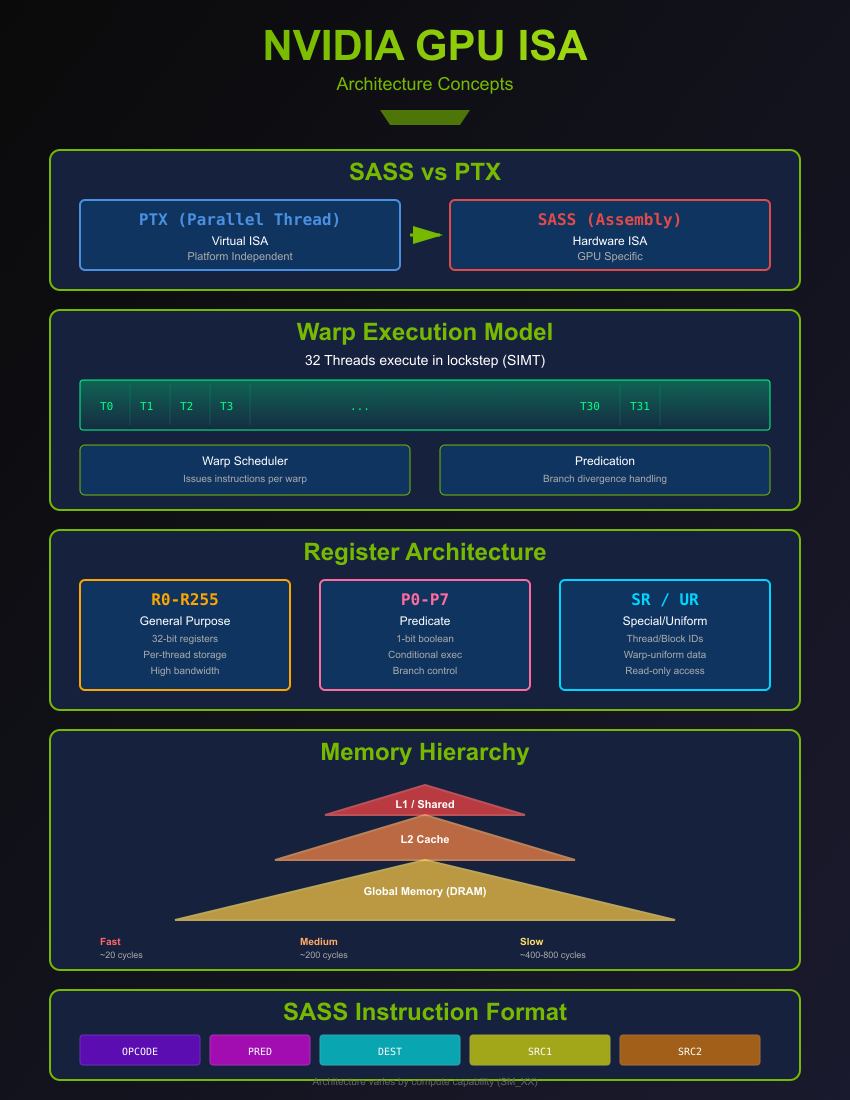 NVIDIA GPU ISA
Architecture Concepts
SASS vs PTX
PTX (Parallel Thread)
Virtual ISA
Platform Independent
SASS (Assembly)
Hardware ISA
GPU Specific
Warp Execution Model
32 Threads execute in lockstep (SIMT)
T0 T1 T2 T3 ... T30 T31
Warp Scheduler
Issues instructions per warp
Predication
Branch divergence handling
Register Architecture
R0-R255
General Purpose
32-bit registers
Per-thread storage
High bandwidth
P0-P7
Predicate
1-bit boolean
Conditional exec
Branch control
SR / UR
Special/Uniform
Thread/Block IDs
Warp-uniform data
Read-only access
Memory Hierarchy
L1 / Shared
L2 Cache
Global Memory (DRAM)
Fast
~20 cycles
Medium
~200 cycles
Slow
~400-800 cycles
SASS Instruction Format
OPCODE PRED DEST SRC1 SRC2
Architecture varies by compute capability (SM_XX)